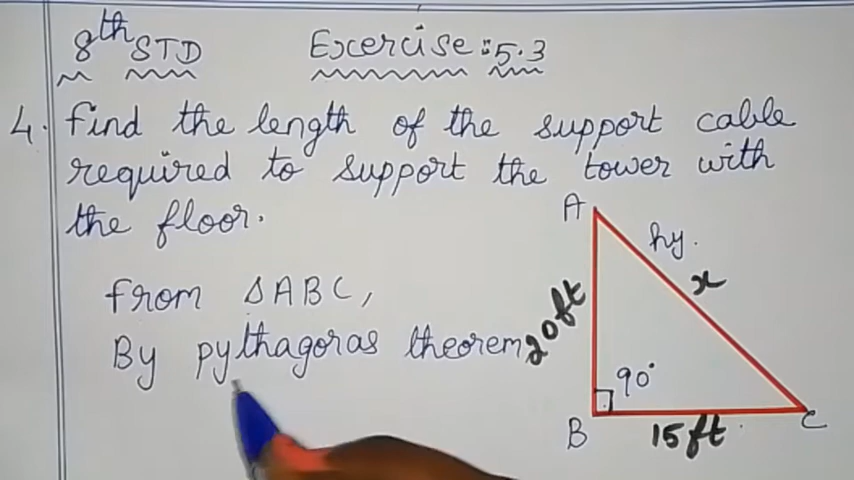 8th STD Exercise:5.3
4. Find the length of the support cable
required to support the tower with
the floor.
A
hy.
x
From ΔABC,
20ft
By pythagoras theorem
90°
B
C
15ft